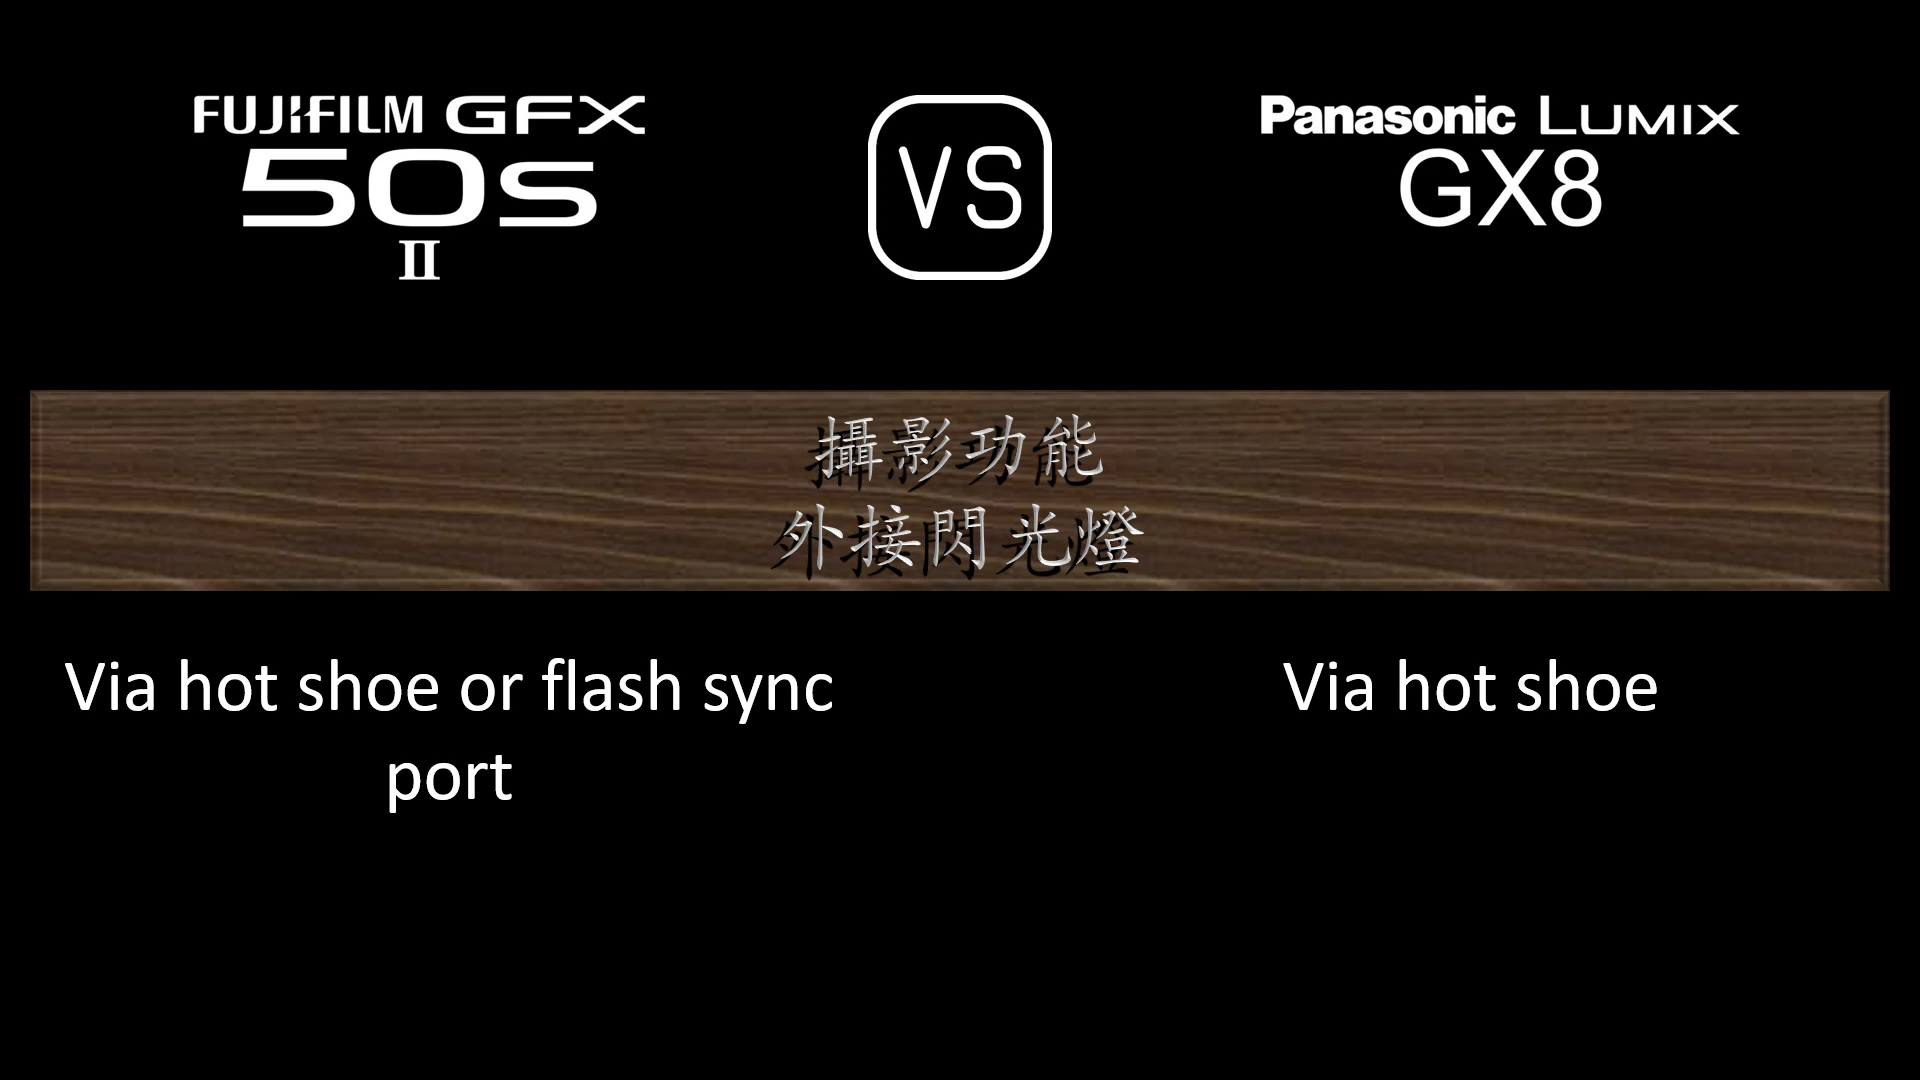 FUJIFILM GFX
50S
II
VS
Panasonic LUMIX
GX8
攝影功能
外接閃光燈
Via hot shoe or flash sync
port
Via hot shoe